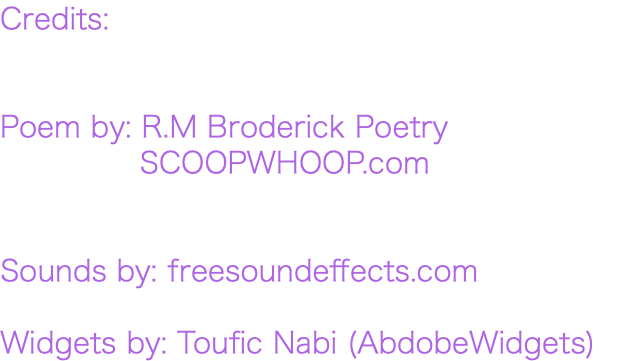 Credits:
Poem by: R.M Broderick Poetry
SCOOPWHOOP.com
Sounds by: freesoundeffects.com
Widgets by: Toufic Nabi (AbdobeWidgets)